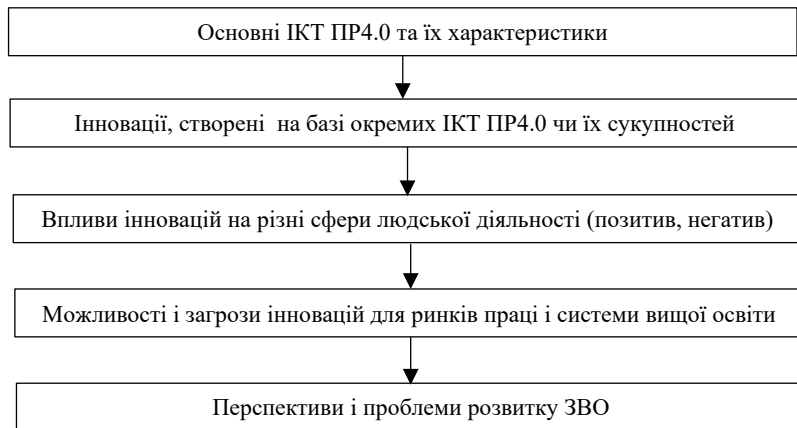 Основні ІКТ ПР4.0 та їх характеристики
Інновації, створені на базі окремих ІКТ ПР4.0 чи їх сукупностей
Впливи інновацій на різні сфери людської діяльності (позитив, негатив)
Можливості і загрози інновацій для ринків праці і системи вищої освіти
Перспективи і проблеми розвитку ЗВО